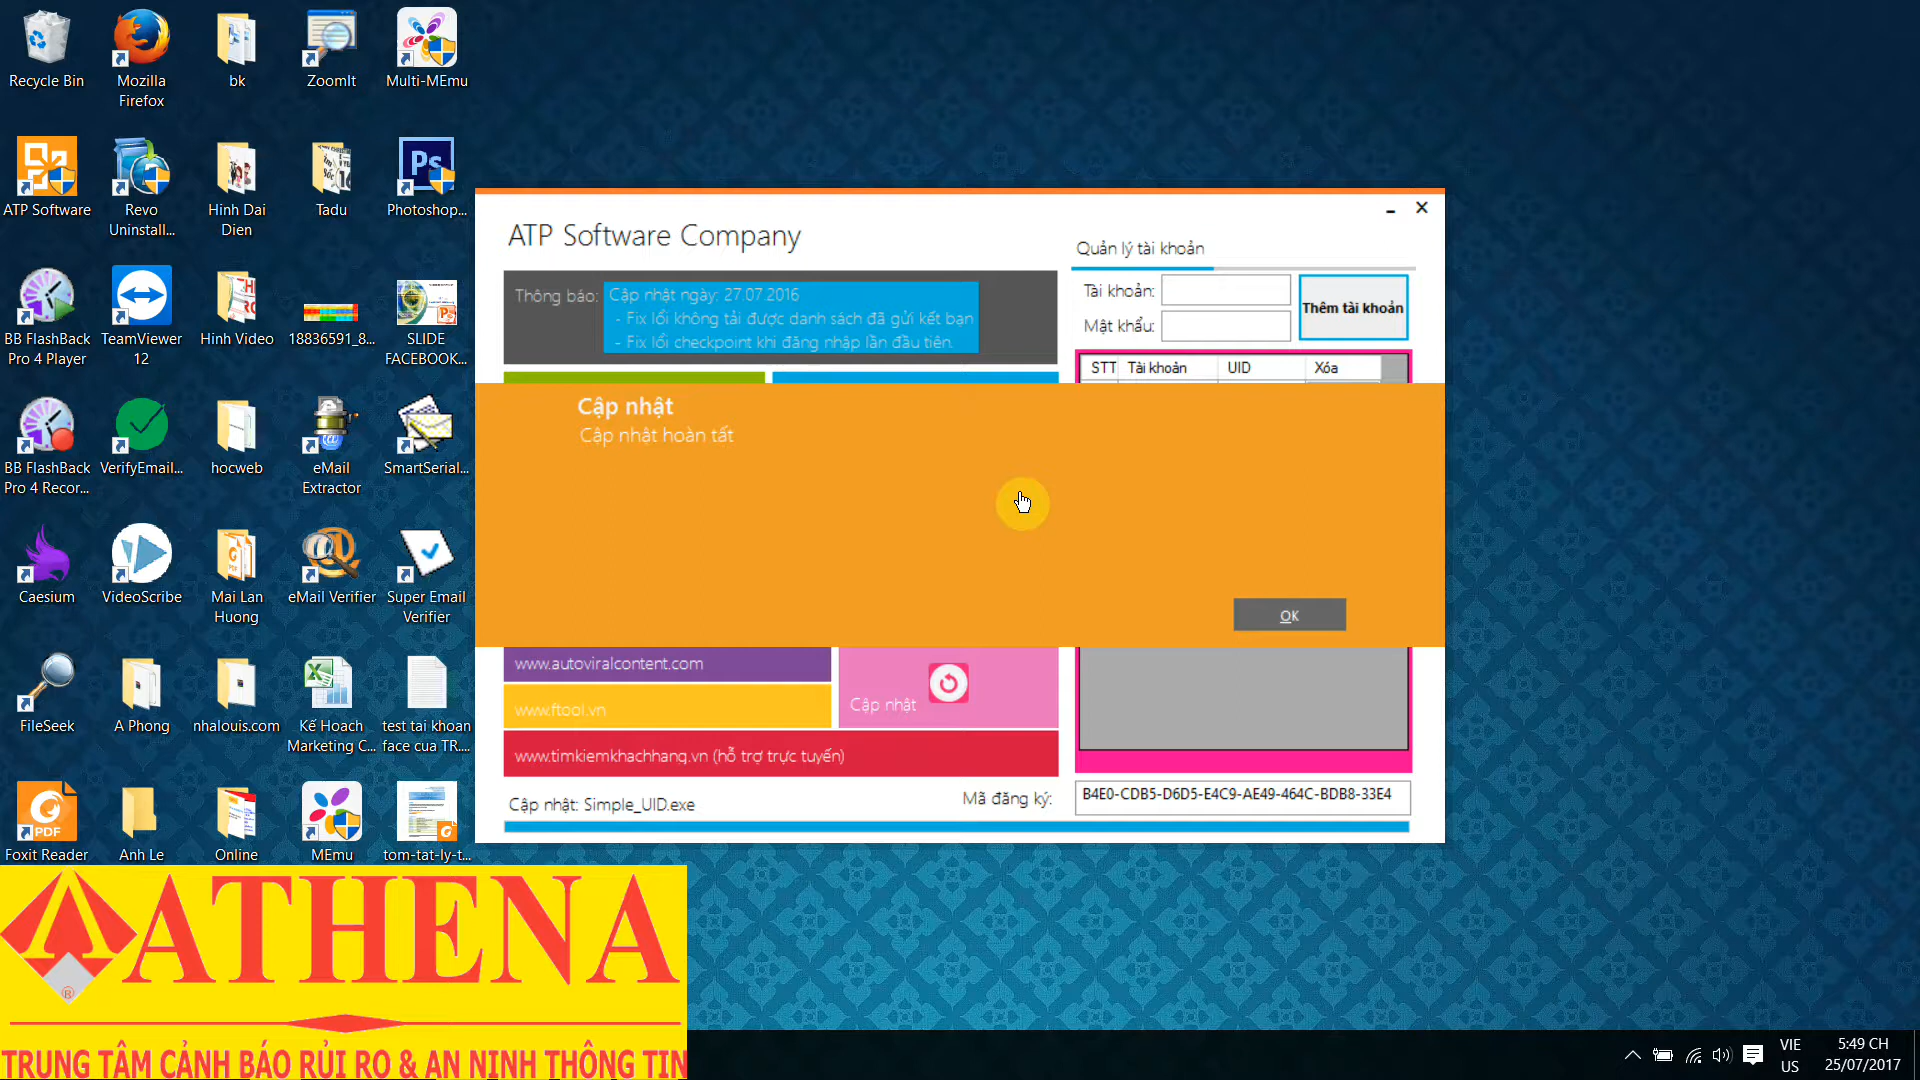 Recycle Bin
Mozilla
Firefox
bk
ZoomIt
Multi-MEmu
ATP Software
Revo
Uninstall...
Hinh Dai
Dien
Tadu
Ps
Photoshop...
BB FlashBack
Pro 4 Player
TeamViewer
12
Hinh Video
18836591_8...
SLIDE
FACEBOOK...
BB FlashBack
Pro 4 Recor...
VerifyEmail...
hocweb
eMail
Extractor
SmartSerial...
Caesium
VideoScribe
Mai Lan
Huong
eMail Verifier
Super Email
Verifier
FileSeek
A Phong
nhalouis.com
Kế Hoach
Marketing C...
test tai khoan
face cua TR....
PDF
Foxit Reader
Anh Le
Online
MEmu
tom-tat-ly-t...
ATP Software Company
Thông báo:
Cập nhật ngày: 27.07.2016
- Fix lổi không tải được danh sách đã gửi kết bạn
- Fix lổi checkpoint khi đăng nhập lần đầu tiên.
Quản lý tài khoản
Tài khoản:
Mật khẩu:
Thêm tài khoản
STT Tài khoản UID Xóa
Cập nhật
Cập nhật hoàn tất
OK
www.autoviralcontent.com
www.ftool.vn
Cập nhật
www.timkiemkhachhang.vn (hỗ trợ trực tuyến)
Cập nhật: Simple_UID.exe
Mã đăng ký:
B4E0-CDB5-D6D5-E4C9-AE49-464C-BDB8-33E4
ATHENA
®
TRUNG TÂM CẢNH BÁO RỦI RO & AN NINH THÔNG TIN
VIE
US
5:49 CH
25/07/2017